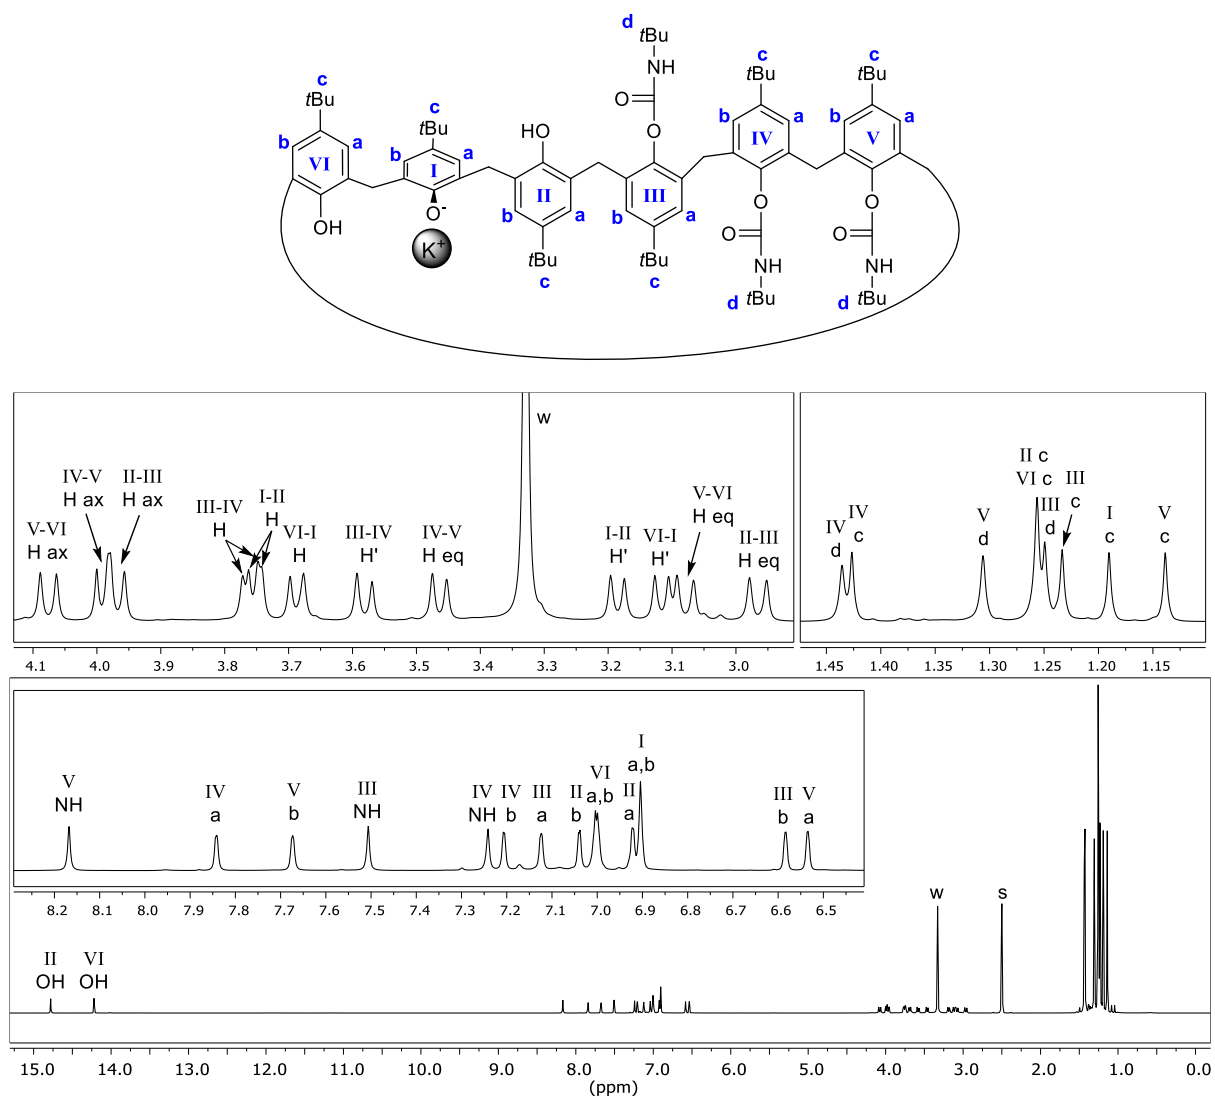 d
tBu
NH
O
O
c
tBu
b
VI
a
OH
c
tBu
b
I
a
O-
K+
HO
II
b
a
tBu
c
III
b
a
tBu
c
c
tBu
b
IV
a
O
O
NH
d
tBu
c
tBu
b
V
a
O
O
NH
d
tBu
V-VI
H ax
IV-V
H ax
II-III
H ax
III-IV
H
I-II
H
VI-I
H
III-IV
H'
IV-V
H eq
w
I-II
H'
VI-I
H'
V-VI
H eq
II-III
H eq
4.1 4.0 3.9 3.8 3.7 3.6 3.5 3.4 3.3 3.2 3.1 3.0
IV
d
IV
c
V
d
II c
VI c
III
d
III
c
I
c
V
c
1.45 1.40 1.35 1.30 1.25 1.20 1.15
V
NH
IV
a
V
b
III
NH
IV
NH
IV
b
III
a
II
b
VI
a,b
II
a
I
a,b
III
b
V
a
8.2 8.1 8.0 7.9 7.8 7.7 7.6 7.5 7.4 7.3 7.2 7.1 7.0 6.9 6.8 6.7 6.6 6.5
II
OH
VI
OH
w
s
15.0 14.0 13.0 12.0 11.0 10.0 9.0 8.0 7.0 6.0 5.0 4.0 3.0 2.0 1.0 0.0
(ppm)